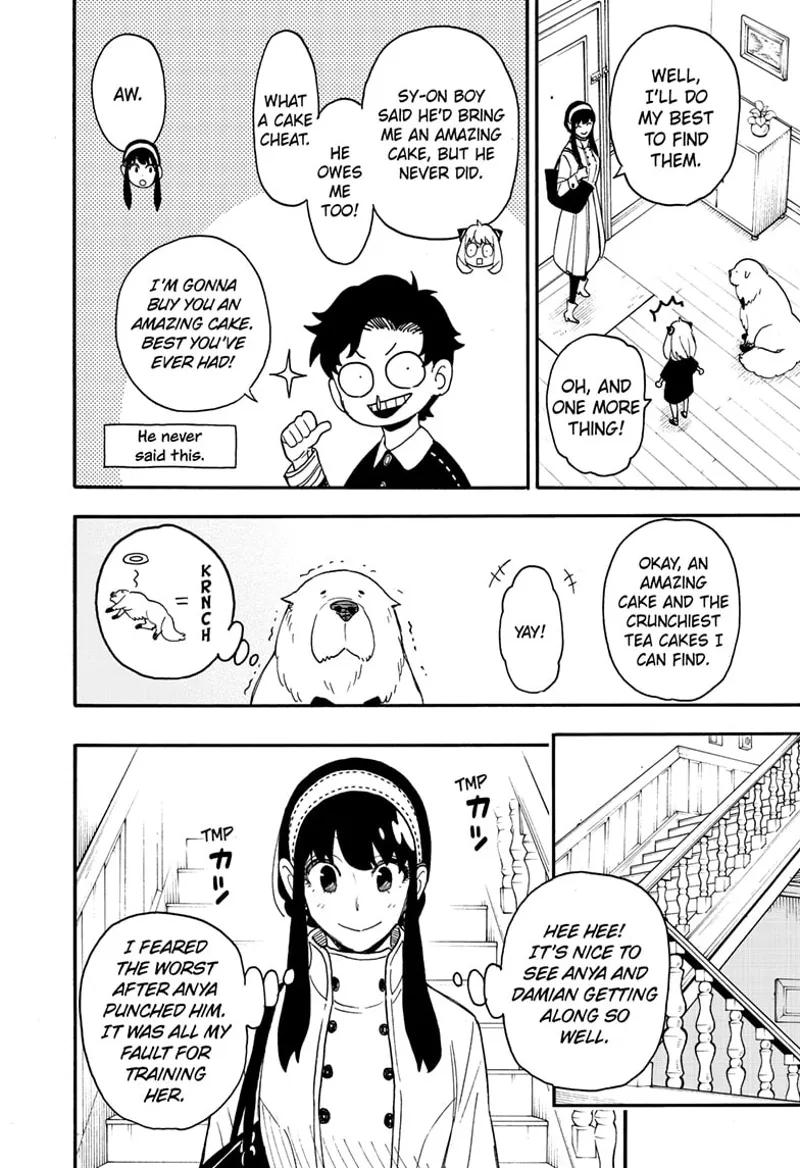 WELL,
I'LL DO
MY BEST
TO FIND
THEM.
OH, AND
ONE MORE
THING!
SY-ON BOY
SAID HE'D BRING
ME AN AMAZING
CAKE, BUT HE
NEVER DID.
HE
OWES
ME
TOO!
WHAT
A CAKE
CHEAT.
AW.
I'M GONNA
BUY YOU AN
AMAZING CAKE.
BEST YOU'VE
EVER HAD!
He never
said this.
OKAY, AN
AMAZING
CAKE AND THE
CRUNCHIEST
TEA CAKES I
CAN FIND.
YAY!
=
KRNCH
HEE HEE!
IT'S NICE TO
SEE ANYA AND
DAMIAN GETTING
ALONG SO
WELL.
TMP
カッ
TMP
カッ
I FEARED
THE WORST
AFTER ANYA
PUNCHED HIM.
IT WAS ALL MY
FAULT FOR
TRAINING
HER.